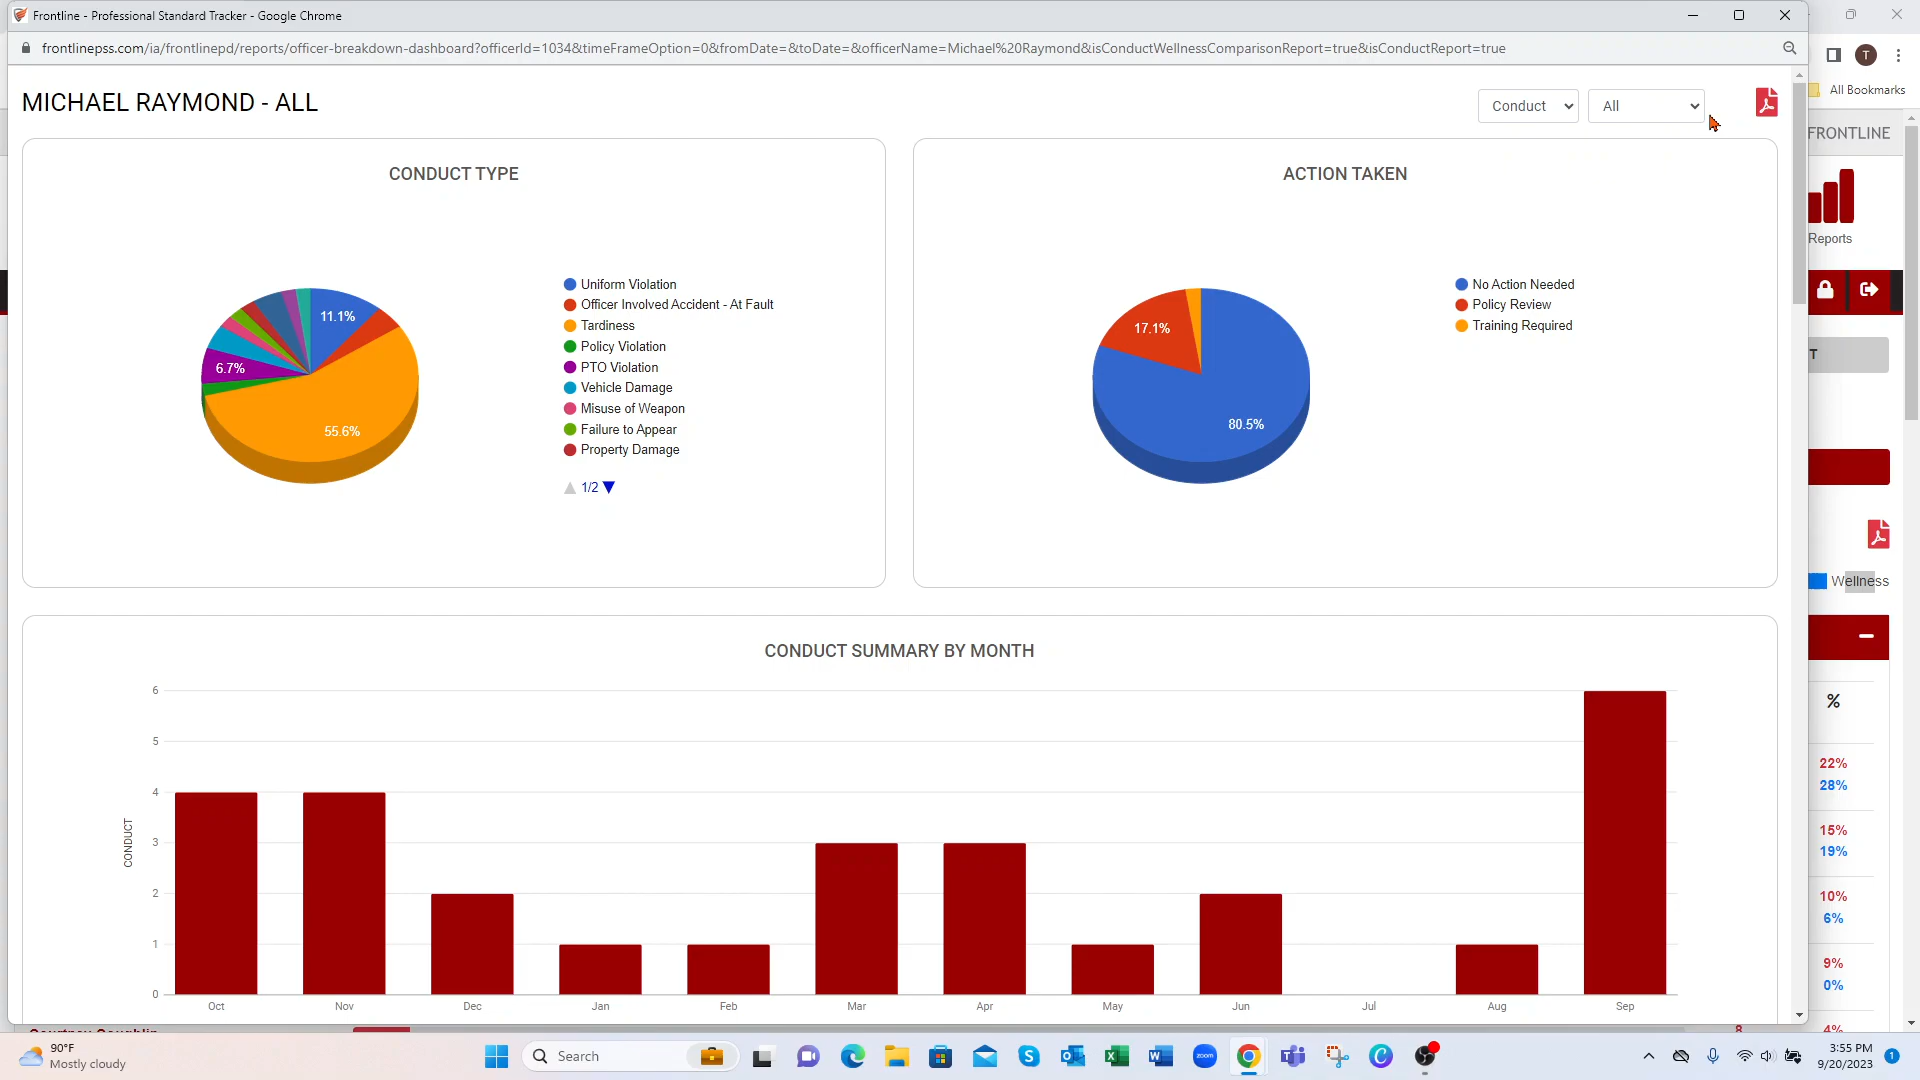 Frontline - Professional Standard Tracker - Google Chrome
frontlinepss.com/ia/frontlinepd/reports/officer-breakdown-dashboard?officerId=1034&timeFrameOption=0&fromDate=&toDate=&officerName=Michael%20Raymond&isConductWellnessComparisonReport=true&isConductReport=true
T
All Bookmarks
MICHAEL RAYMOND - ALL
Conduct
All
FRONTLINE
CONDUCT TYPE
ACTION TAKEN
Reports
Uniform Violation
Officer Involved Accident - At Fault
Tardiness
Policy Violation
PTO Violation
Vehicle Damage
Misuse of Weapon
Failure to Appear
Property Damage
1/2
11.1%
6.7%
55.6%
No Action Needed
Policy Review
Training Required
17.1%
80.5%
T
Wellness
CONDUCT SUMMARY BY MONTH
CONDUCT
6
5
4
3
2
1
0
Oct
Nov
Dec
Jan
Feb
Mar
Apr
May
Jun
Jul
Aug
Sep
%
22%
28%
15%
19%
10%
6%
9%
0%
4%
8
90°F
Mostly cloudy
Search
zoom
3:55 PM
9/20/2023
1